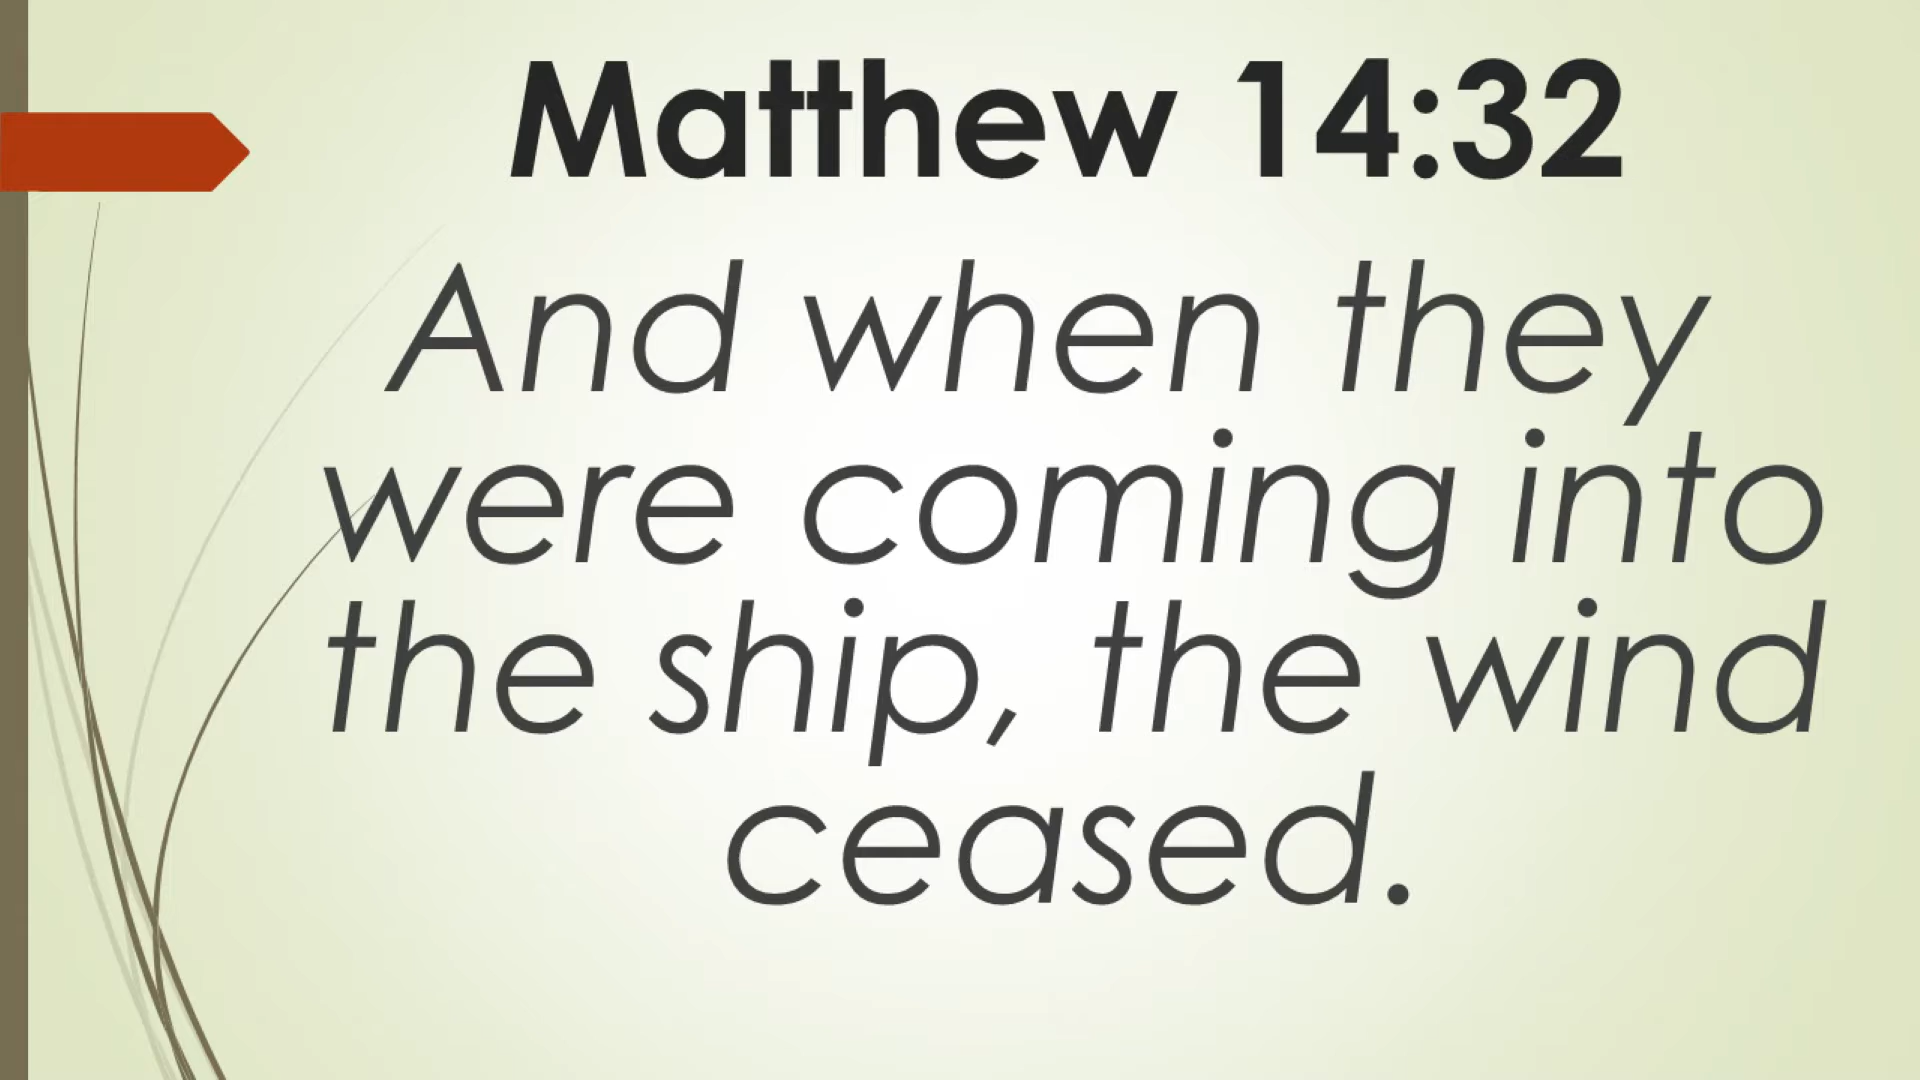 Matthew 14:32
And when they
were coming into
the ship, the wind
ceased.